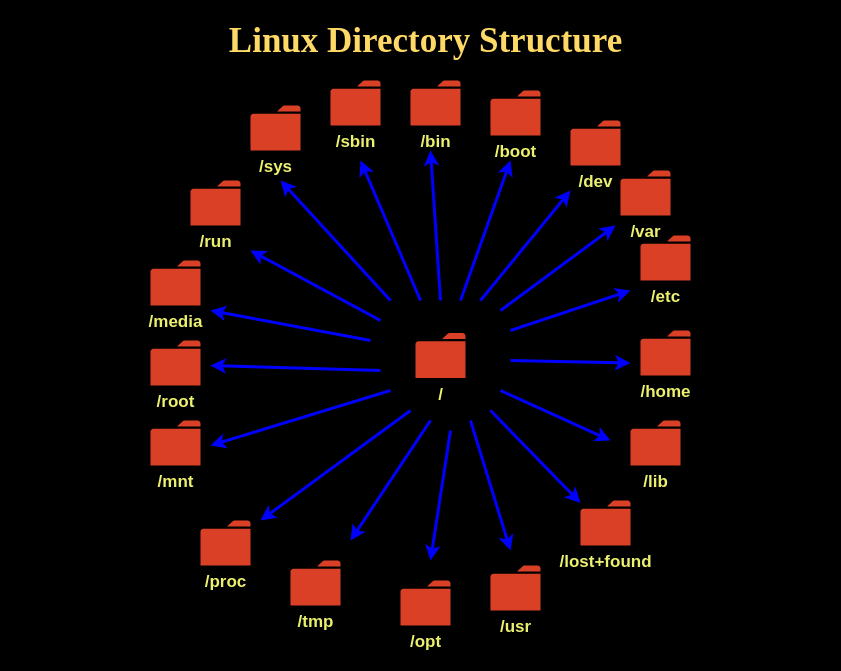 Linux Directory Structure
/sbin
/bin
/boot
/sys
/dev
/run
/var
/etc
/media
/home
/
/root
/mnt
/lib
/lost+found
/proc
/tmp
/usr
/opt